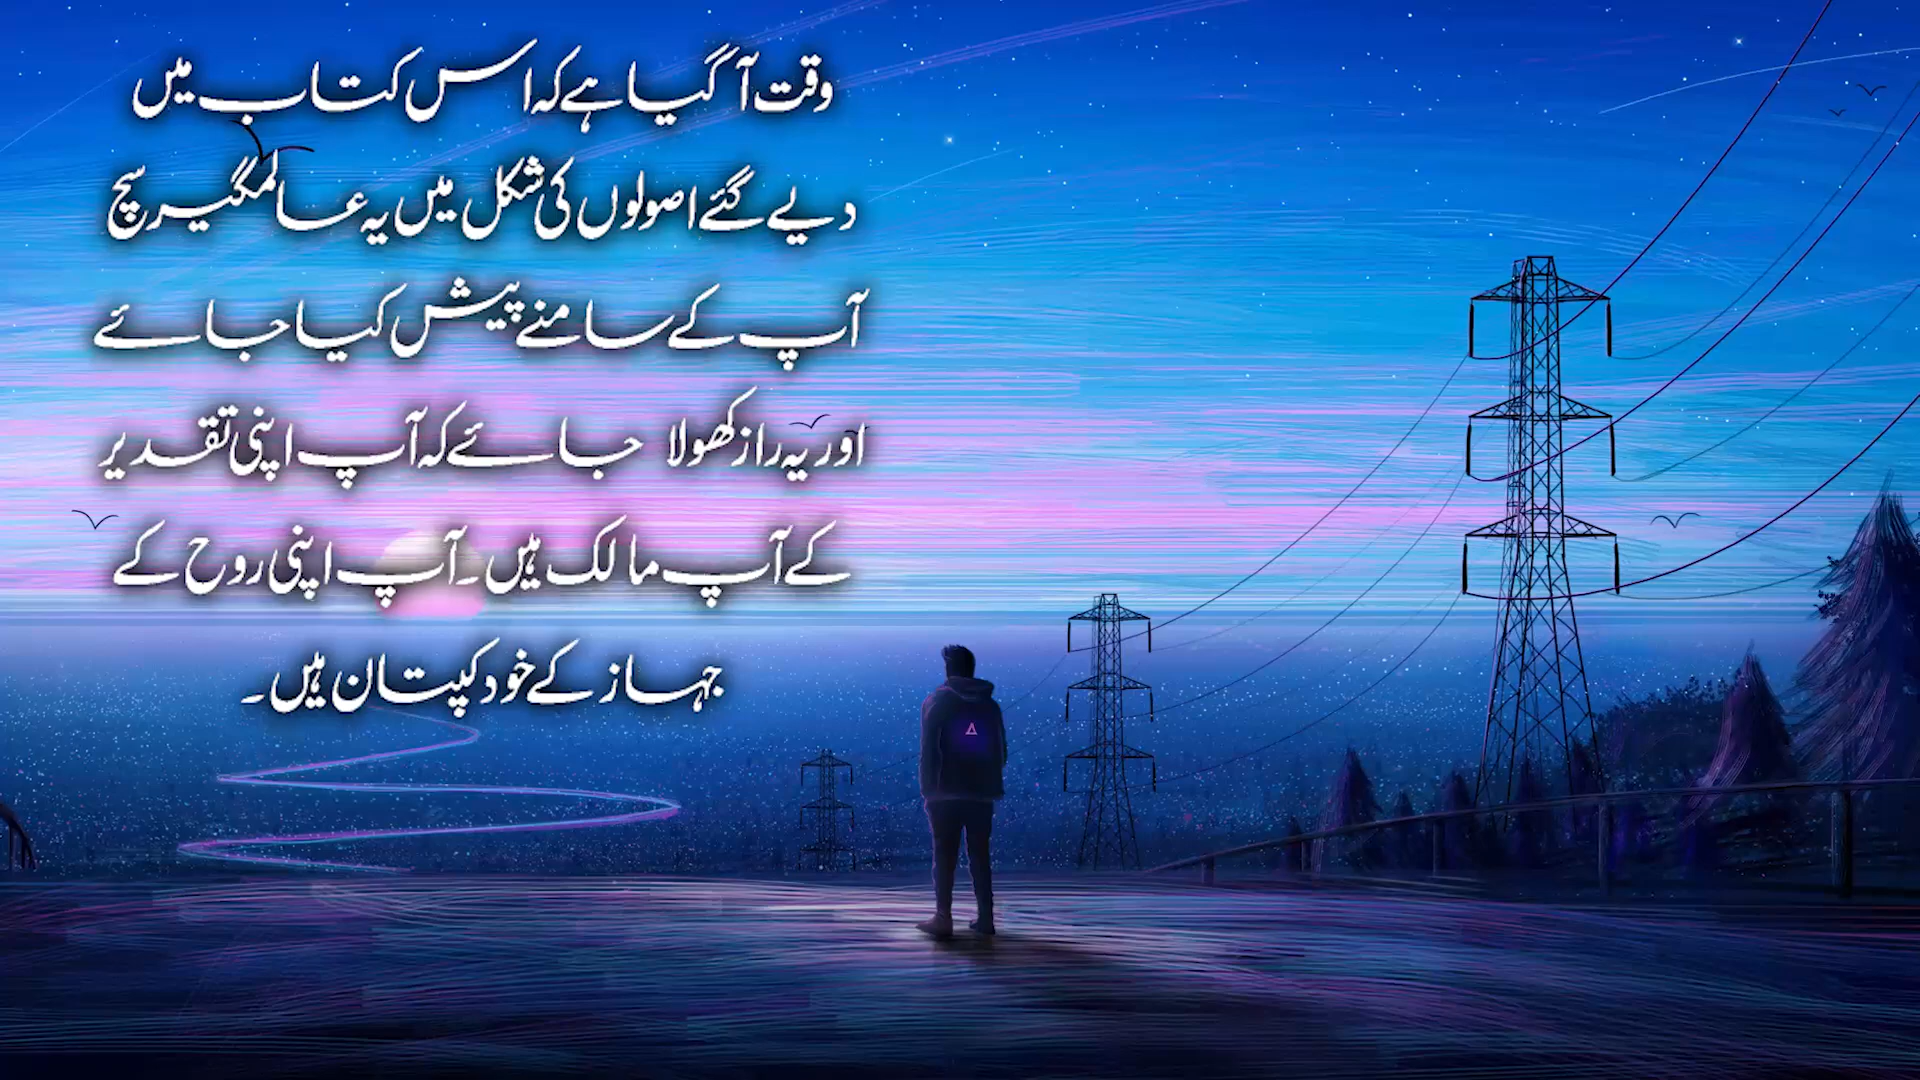 وقت آ گیا ہے کہ اس کتاب میں
دیے گئے اصولوں کی شکل میں یہ عالمگیر سچ
آپ کے سامنے پیش کیا جائے
اور یہ راز کھولا جائے کہ آپ اپنی تقدیر
کے آپ مالک ہیں۔ آپ اپنی روح کے
جہاز کے خود کپتان ہیں۔